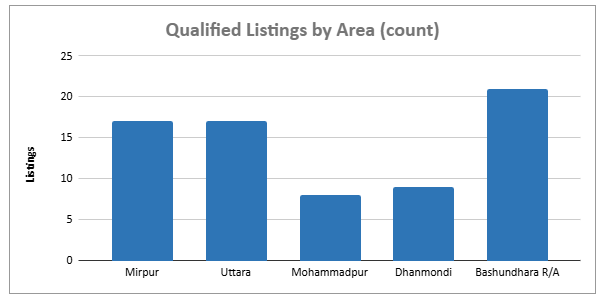 Qualified Listings by Area (count)
25
20
15
10
5
0
Listings
Mirpur Uttara Mohammadpur Dhanmondi Bashundhara R/A